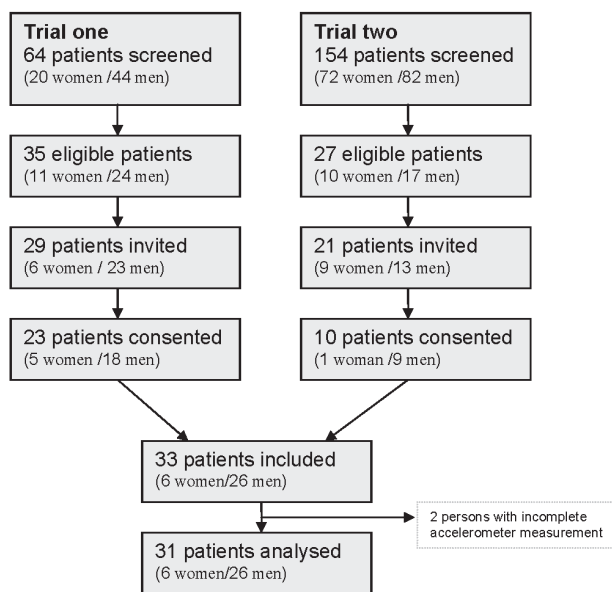 Trial one
64 patients screened
(20 women /44 men)
Trial two
154 patients screened
(72 women /82 men)
35 eligible patients
(11 women /24 men)
27 eligible patients
(10 women /17 men)
29 patients invited
(6 women / 23 men)
21 patients invited
(9 women /13 men)
23 patients consented
(5 women /18 men)
10 patients consented
(1 woman /9 men)
33 patients included
(6 women/26 men)
2 persons with incomplete
accelerometer measurement
31 patients analysed
(6 women/26 men)